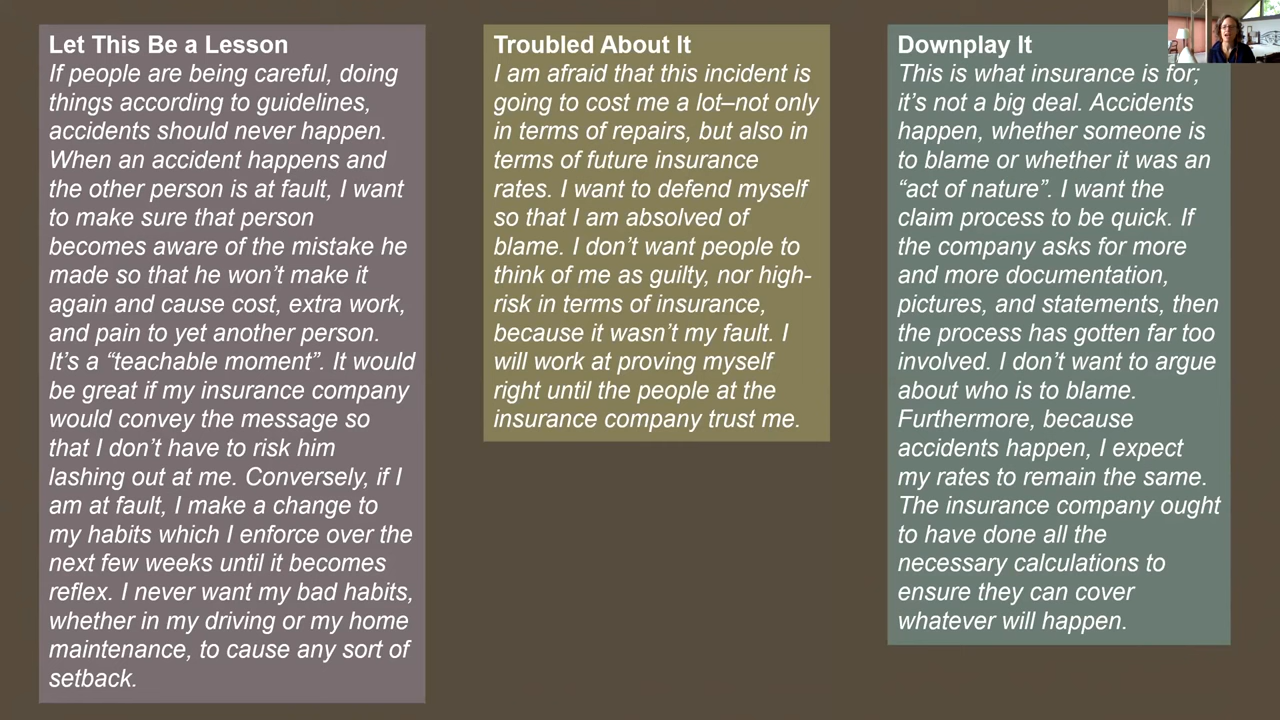 Let This Be a Lesson
If people are being careful, doing
things according to guidelines,
accidents should never happen.
When an accident happens and
the other person is at fault, I want
to make sure that person
becomes aware of the mistake he
made so that he won't make it
again and cause cost, extra work,
and pain to yet another person.
It's a “teachable moment”. It would
be great if my insurance company
would convey the message so
that I don't have to risk him
lashing out at me. Conversely, if I
am at fault, I make a change to
my habits which I enforce over the
next few weeks until it becomes
reflex. I never want my bad habits,
whether in my driving or my home
maintenance, to cause any sort of
setback.
Troubled About It
I am afraid that this incident is
going to cost me a lot–not only
in terms of repairs, but also in
terms of future insurance
rates. I want to defend myself
so that I am absolved of
blame. I don't want people to
think of me as guilty, nor high-
risk in terms of insurance,
because it wasn't my fault. I
will work at proving myself
right until the people at the
insurance company trust me.
Downplay It
This is what insurance is for;
it's not a big deal. Accidents
happen, whether someone is
to blame or whether it was an
“act of nature”. I want the
claim process to be quick. If
the company asks for more
and more documentation,
pictures, and statements, then
the process has gotten far too
involved. I don't want to argue
about who is to blame.
Furthermore, because
accidents happen, I expect
my rates to remain the same.
The insurance company ought
to have done all the
necessary calculations to
ensure they can cover
whatever will happen.